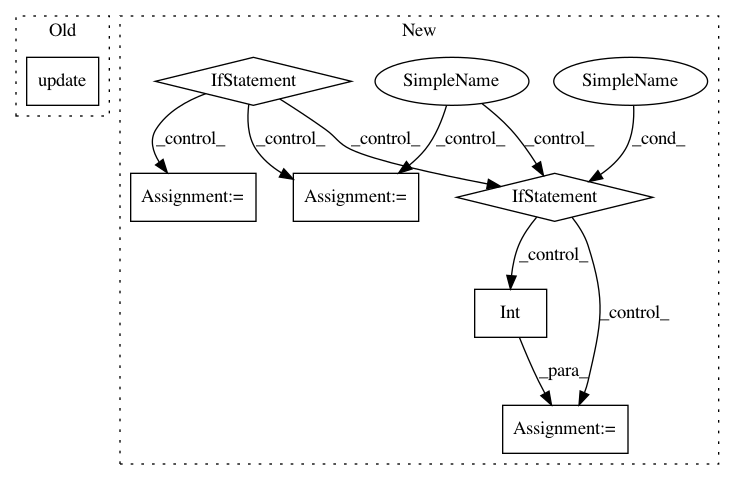 Old
New
update
IfStatement
SimpleName
SimpleName
_control_
_control_
_control_
_control_
_control_
_cond_
Assignment:=
Assignment:=
IfStatement
_control_
_control_
Int
_para_
Assignment:=